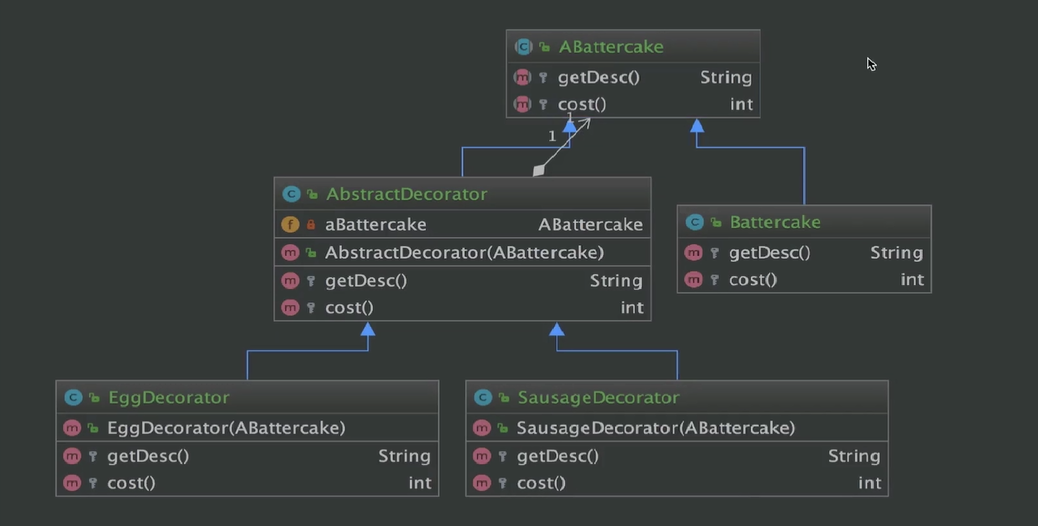 ABattercake
getDesc() String
cost() int
1
1
AbstractDecorator
aBattercake ABattercake
AbstractDecorator(ABattercake)
getDesc() String
cost() int
Battercake
getDesc() String
cost() int
EggDecorator
EggDecorator(ABattercake)
getDesc() String
cost() int
SausageDecorator
SausageDecorator(ABattercake)
getDesc() String
cost() int